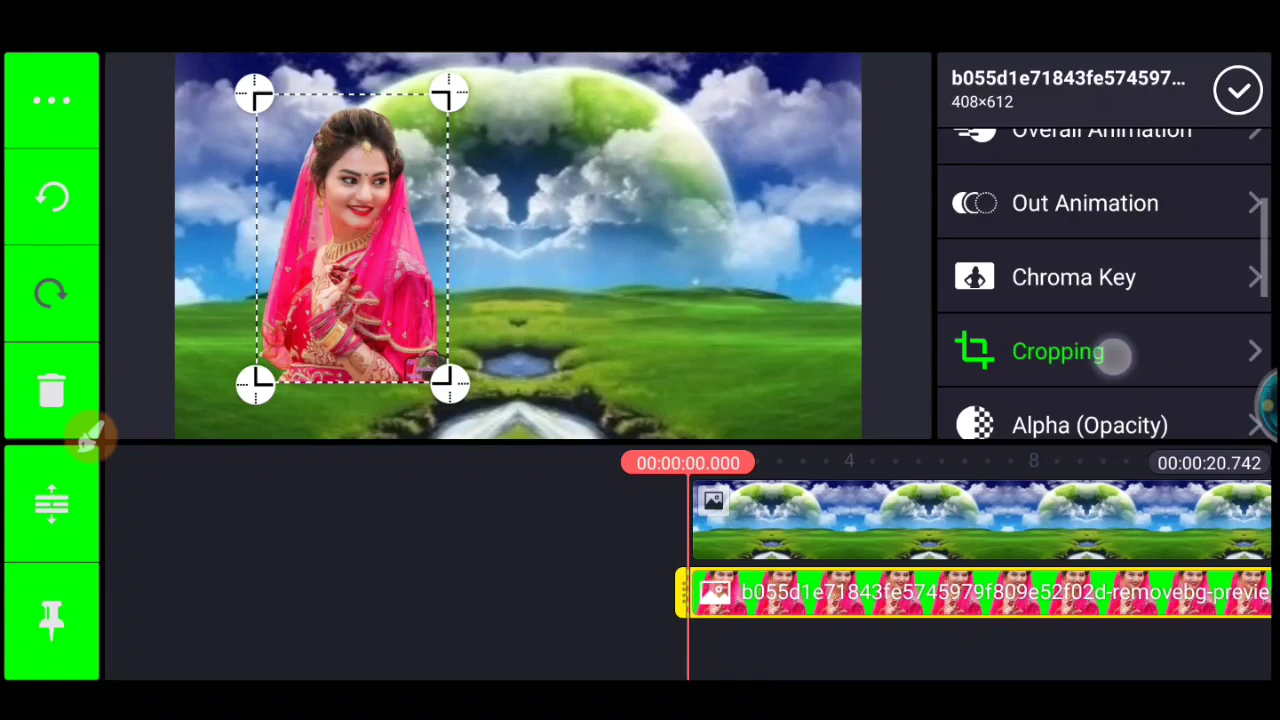 b055d1e71843fe574597...
408×612
Overall Animation
Out Animation
Chroma Key
Cropping
Alpha (Opacity)
00:00:00.000
4
8
00:00:20.742
b055d1e71843fe5745979f809e52f02d-removebg-previe